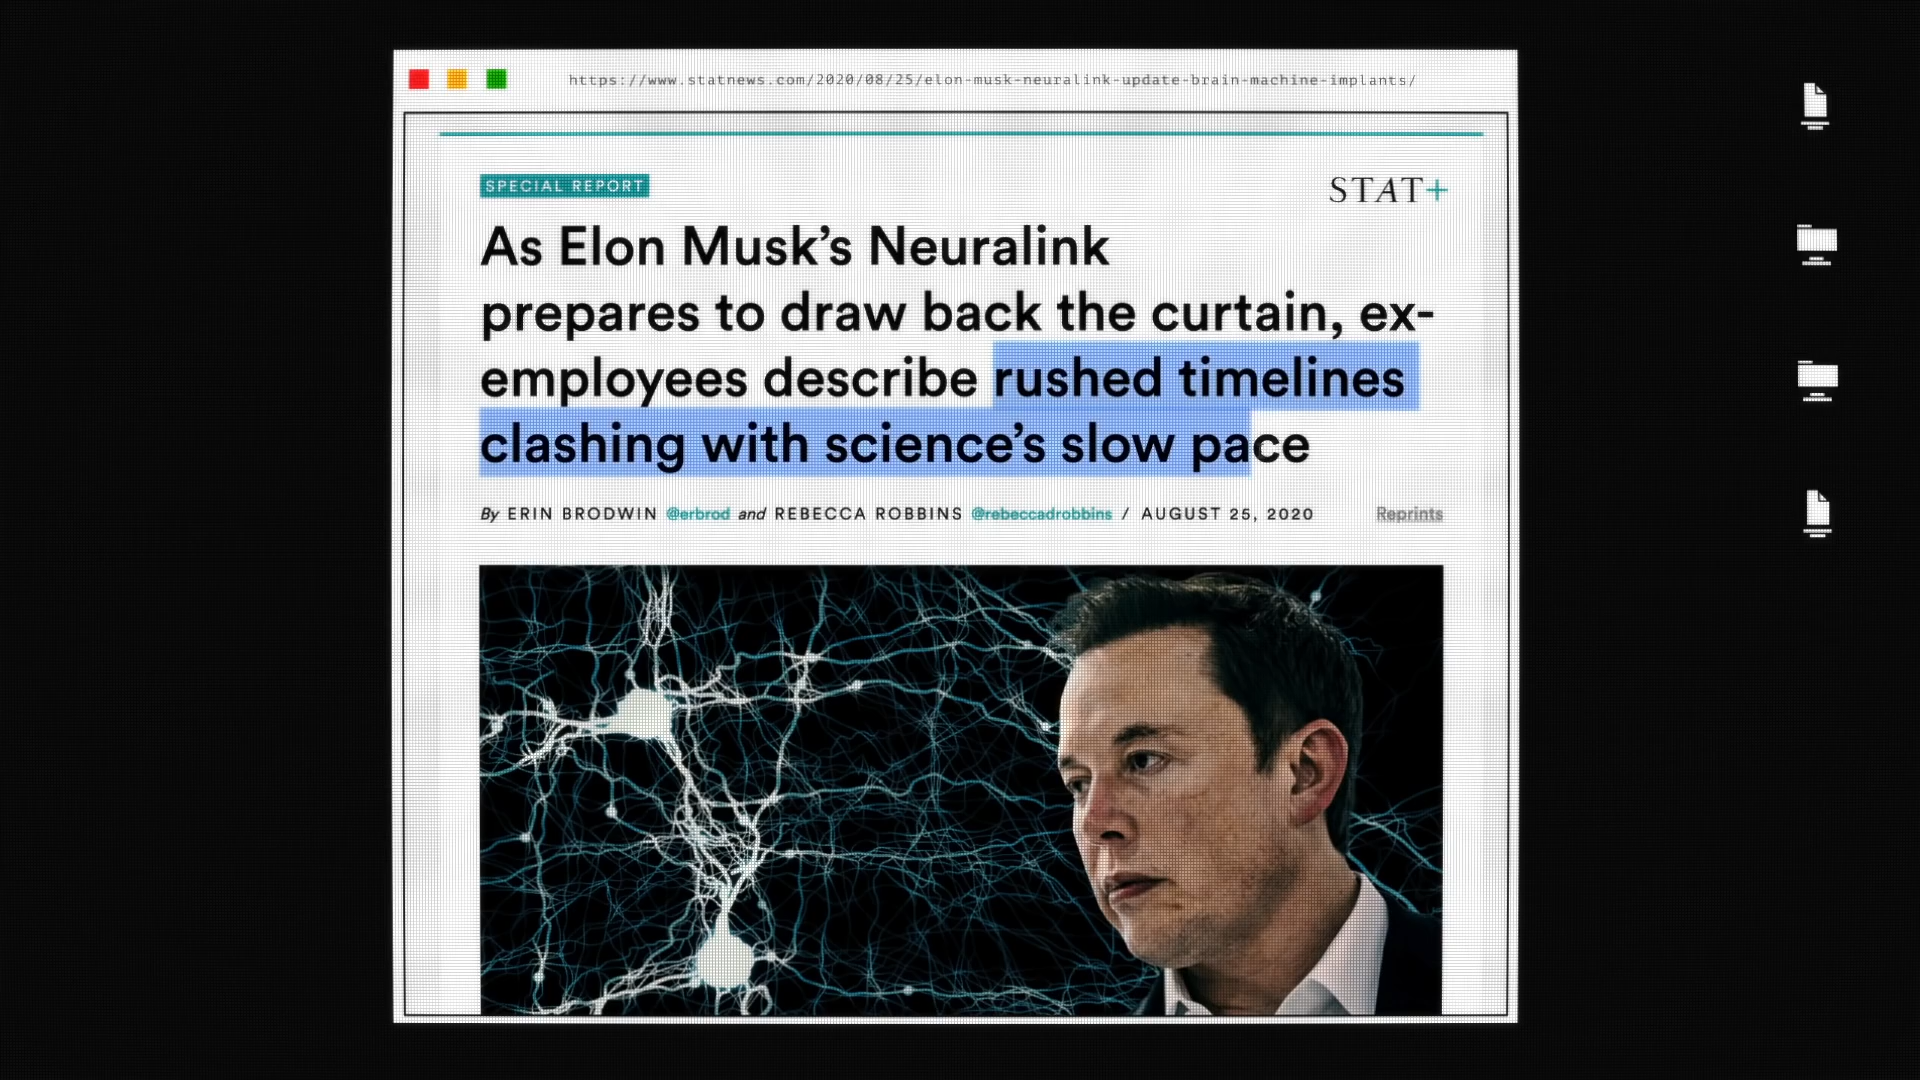 https://www.statnews.com/2020/08/25/elon-musk-neuralink-update-brain-machine-implants/
SPECIAL REPORT
STAT+
As Elon Musk’s Neuralink
prepares to draw back the curtain, ex-
employees describe rushed timelines
clashing with science’s slow pace
By ERIN BRODWIN @erbrod and REBECCA ROBBINS @rebeccadrobbins / AUGUST 25, 2020
Reprints